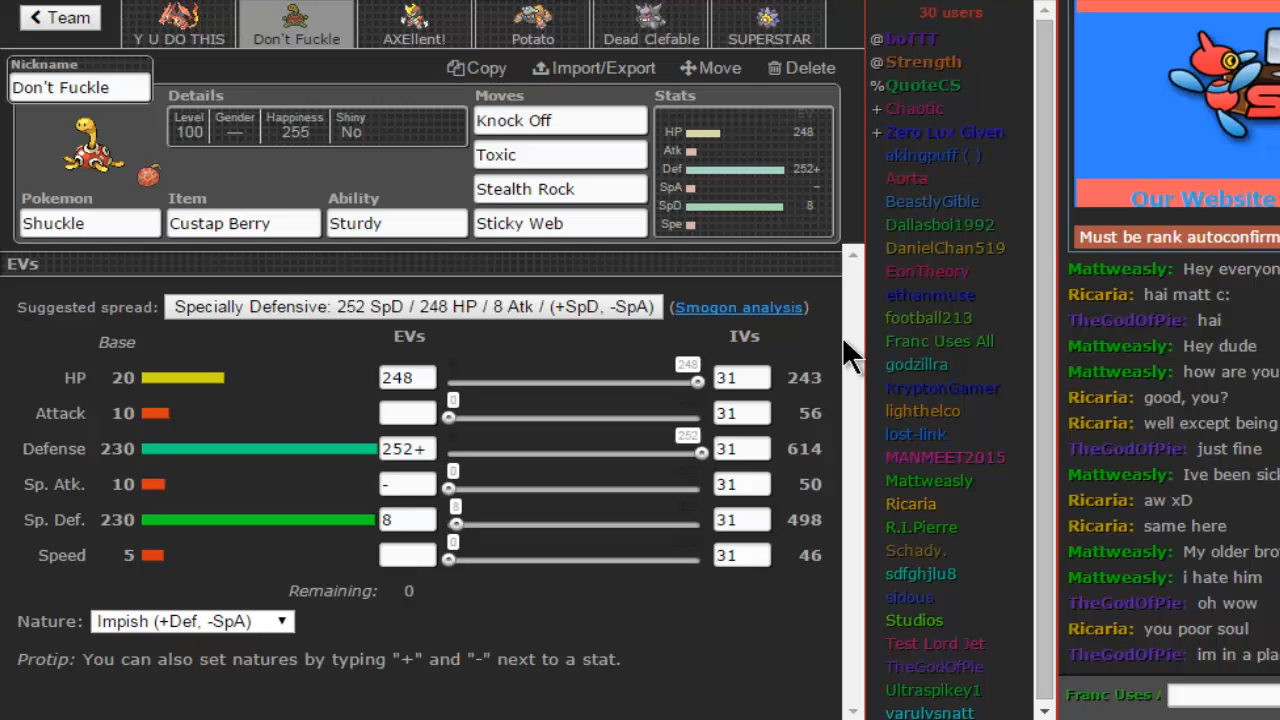 Team
Y U DO THIS
Don't Fuckle
AXEllent!
Potato
Dead Clefable
SUPERSTAR
Nickname
Don't Fuckle
Copy
Import/Export
Move
Delete
Details
Level
100
Gender
—
Happiness
255
Shiny
No
Pokemon
Shuckle
Item
Custap Berry
Ability
Sturdy
Moves
Knock Off
Toxic
Stealth Rock
Sticky Web
Stats
EV
HP 248
Atk
Def 252+
SpA -
SpD 8
Spe
EVs
Suggested spread: Specially Defensive: 252 SpD / 248 HP / 8 Atk / (+SpD, -SpA) (Smogon analysis)
Base EVs IVs
HP 20 248 248 31 243
Attack 10 0 31 56
Defense 230 252+ 252 31 614
Sp. Atk. 10 - 0 31 50
Sp. Def. 230 8 8 31 498
Speed 5 0 31 46
Remaining: 0
Nature: Impish (+Def, -SpA)
Protip: You can also set natures by typing "+" and "-" next to a stat.
30 users
@boTTT
@Strength
%QuoteCS
+Chaotic
+Zero Lux Given
akingpuff ( )
Aorta
BeastlyGible
Dallasboi1992
DanielChan519
EonTheory
ethanmuse
football213
Franc Uses All
godzillra
KryptonGamer
lighthelco
lost-link
MANMEET2015
Mattweasly
Ricaria
R.I.Pierre
Schady.
sdfghjlu8
sidous
Studios
Test Lord Jet
TheGodOfPie
Ultraspikey1
varulvsnatt
S
Our Website
Must be rank autoconfirm
Mattweasly: Hey everyon
Ricaria: hai matt c:
TheGodOfPie: hai
Mattweasly: Hey dude
Mattweasly: how are you
Ricaria: good, you?
Ricaria: well except being
TheGodOfPie: just fine
Mattweasly: Ive been sick
Ricaria: aw xD
Ricaria: same here
Mattweasly: My older bro
Mattweasly: i hate him
TheGodOfPie: oh wow
Ricaria: you poor soul
TheGodOfPie: im in a pla
Franc Uses A